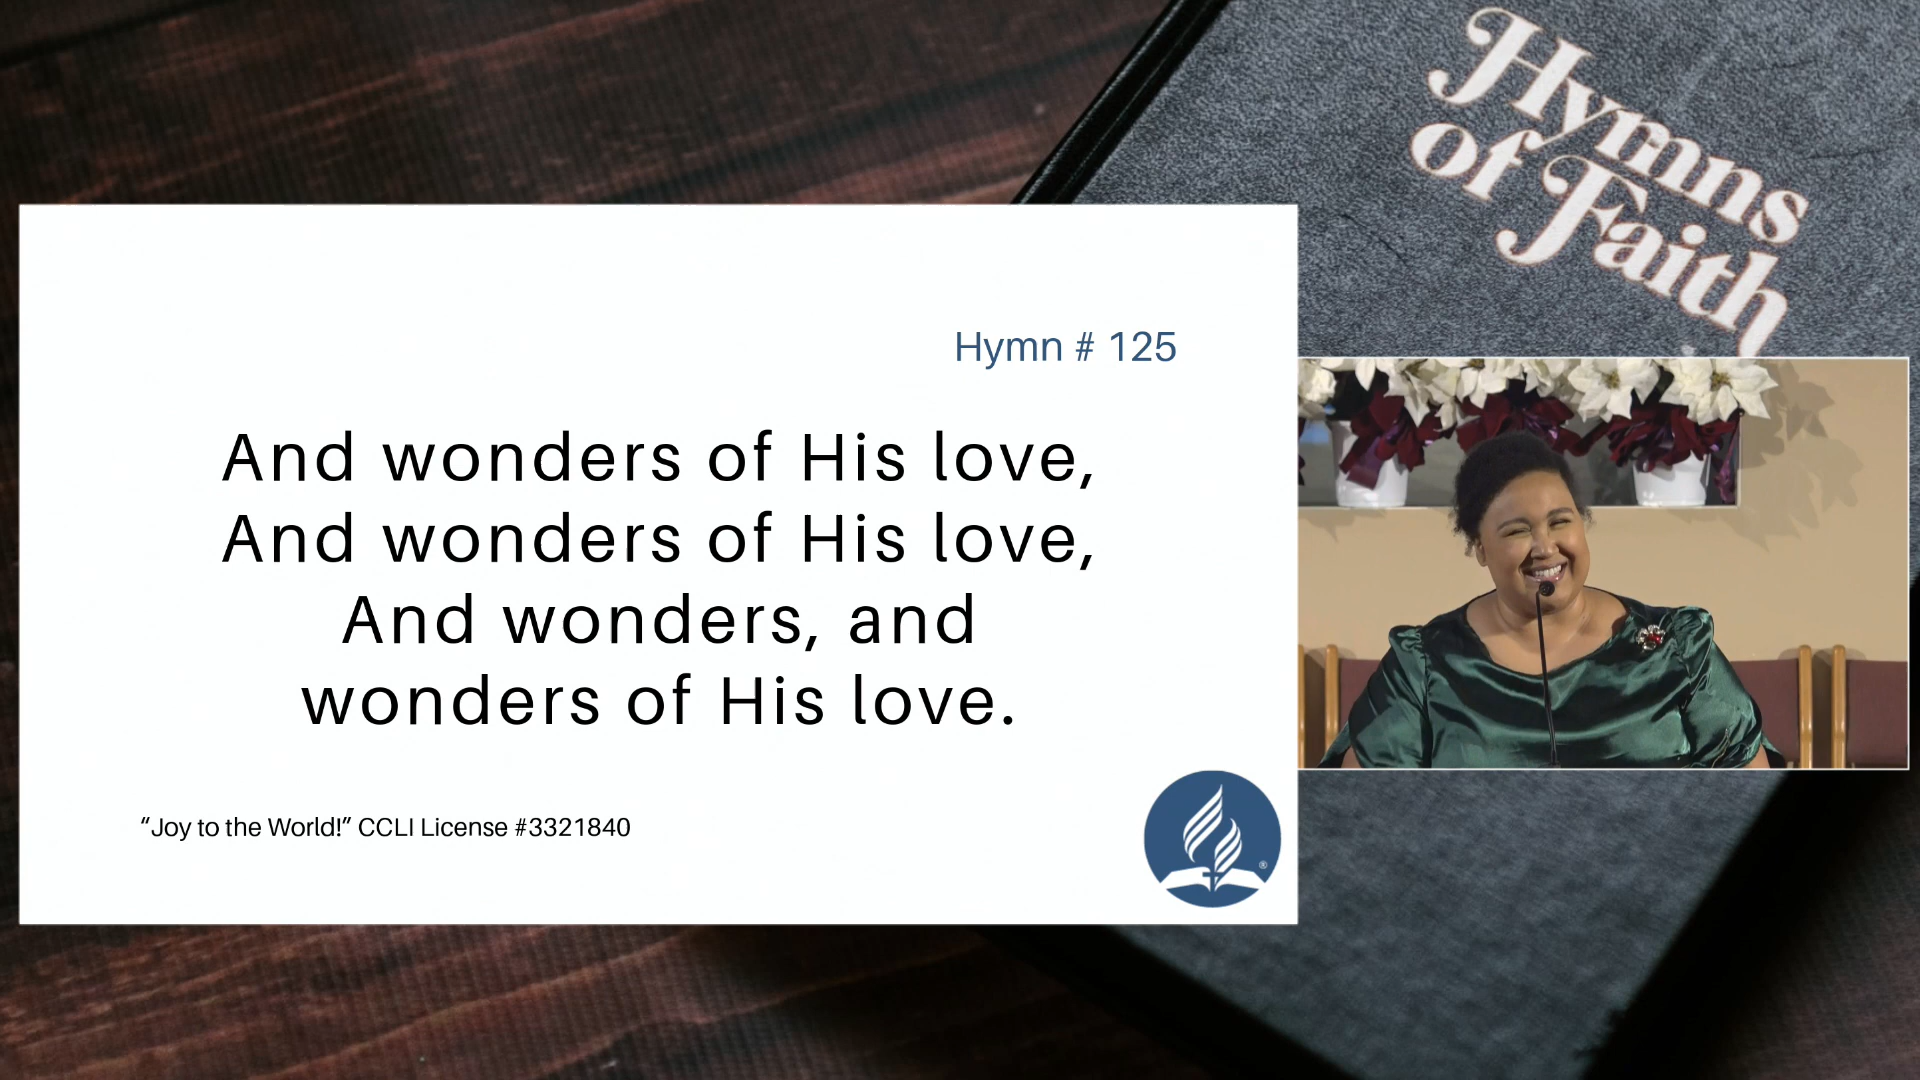 Hymns
of Faith
Hymn # 125
And wonders of His love,
And wonders of His love,
And wonders, and
wonders of His love.
“Joy to the World!” CCLI License #3321840
®